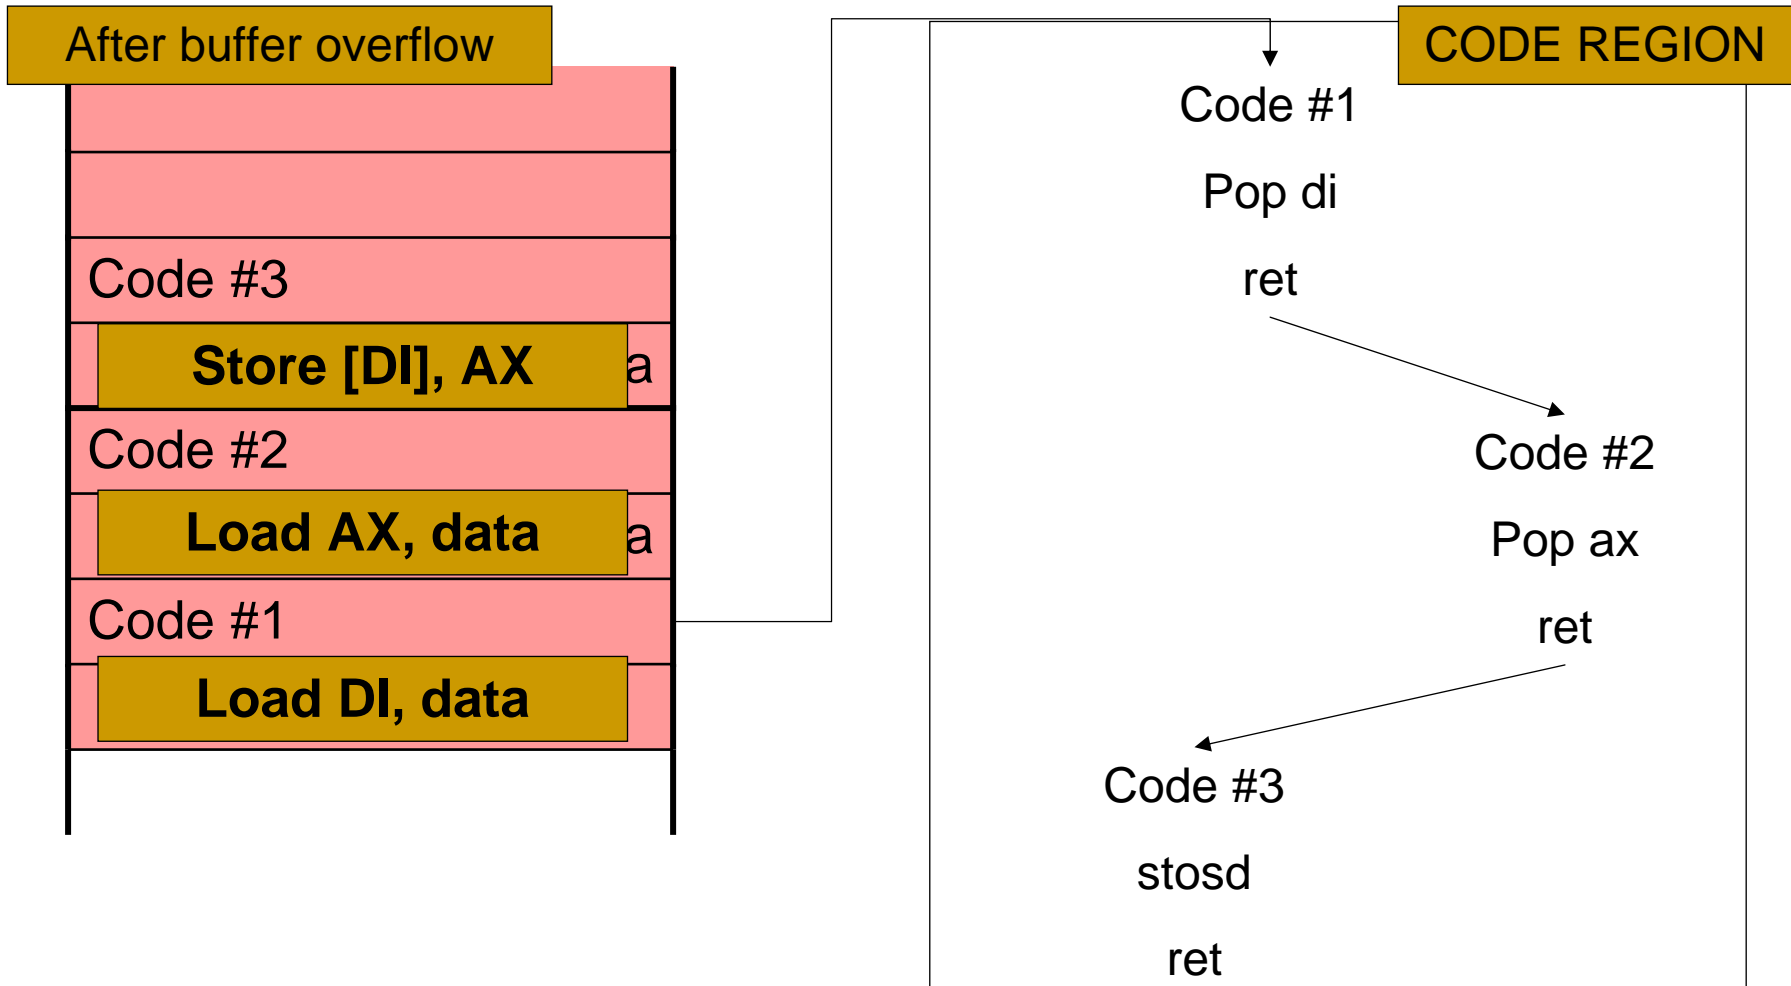 After buffer overflow
Code #3
Store [DI], AX
a
Code #2
Load AX, data
a
Code #1
Load DI, data
CODE REGION
Code #1
Pop di
ret
Code #2
Pop ax
ret
Code #3
stosd
ret